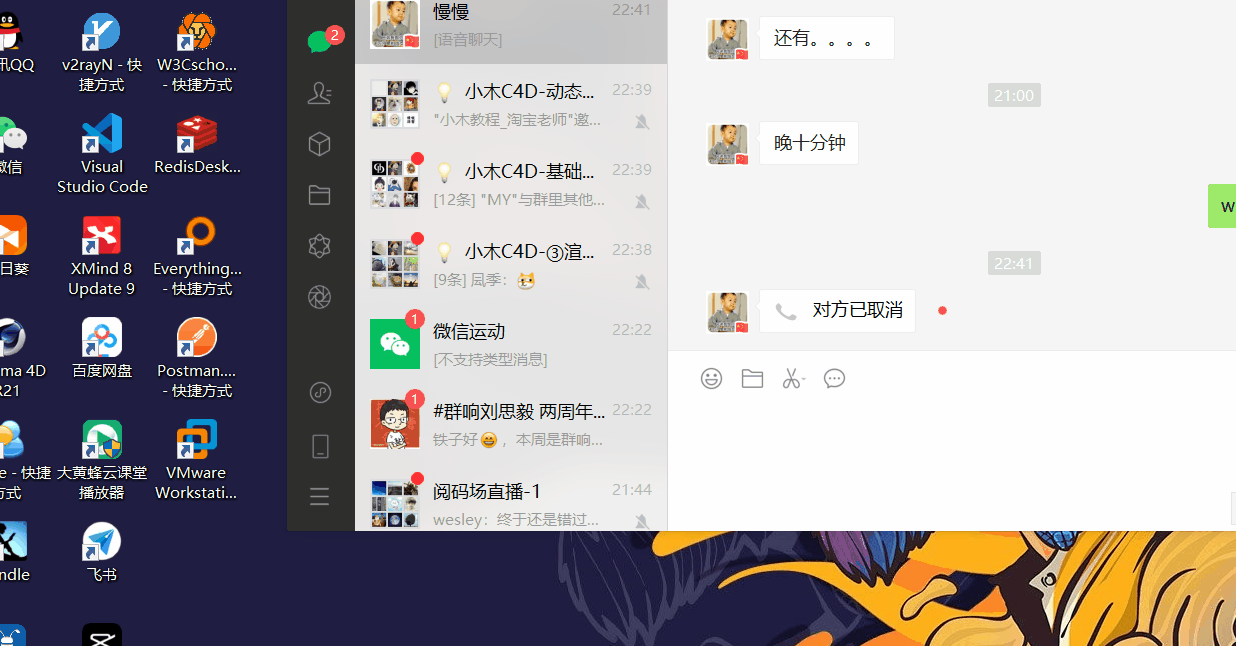 讯QQ
v2rayN - 快
捷方式
W3Cscho...
- 快捷方式
微信
Visual
Studio Code
RedisDesk...
日葵
XMind 8
Update 9
Everything...
- 快捷方式
ma 4D
R21
百度网盘
Postman....
- 快捷方式
e - 快捷
方式
大黄蜂云课堂
播放器
VMware
Workstati...
ndle
飞书
2
慢慢
22:41
[语音聊天]
小木C4D-动态...
22:39
"小木教程_淘宝老师"邀...
小木C4D-基础...
22:39
[12条] "MY"与群里其他...
小木C4D-③渲...
22:38
[9条] 凨季：
1
微信运动
22:22
[不支持类型消息]
1
#群响刘思毅 两周年...
22:22
铁子好😄，本周是群响...
阅码场直播-1
21:44
wesley：终于还是错过...
还有。。。。
21:00
晚十分钟
w
22:41
对方已取消